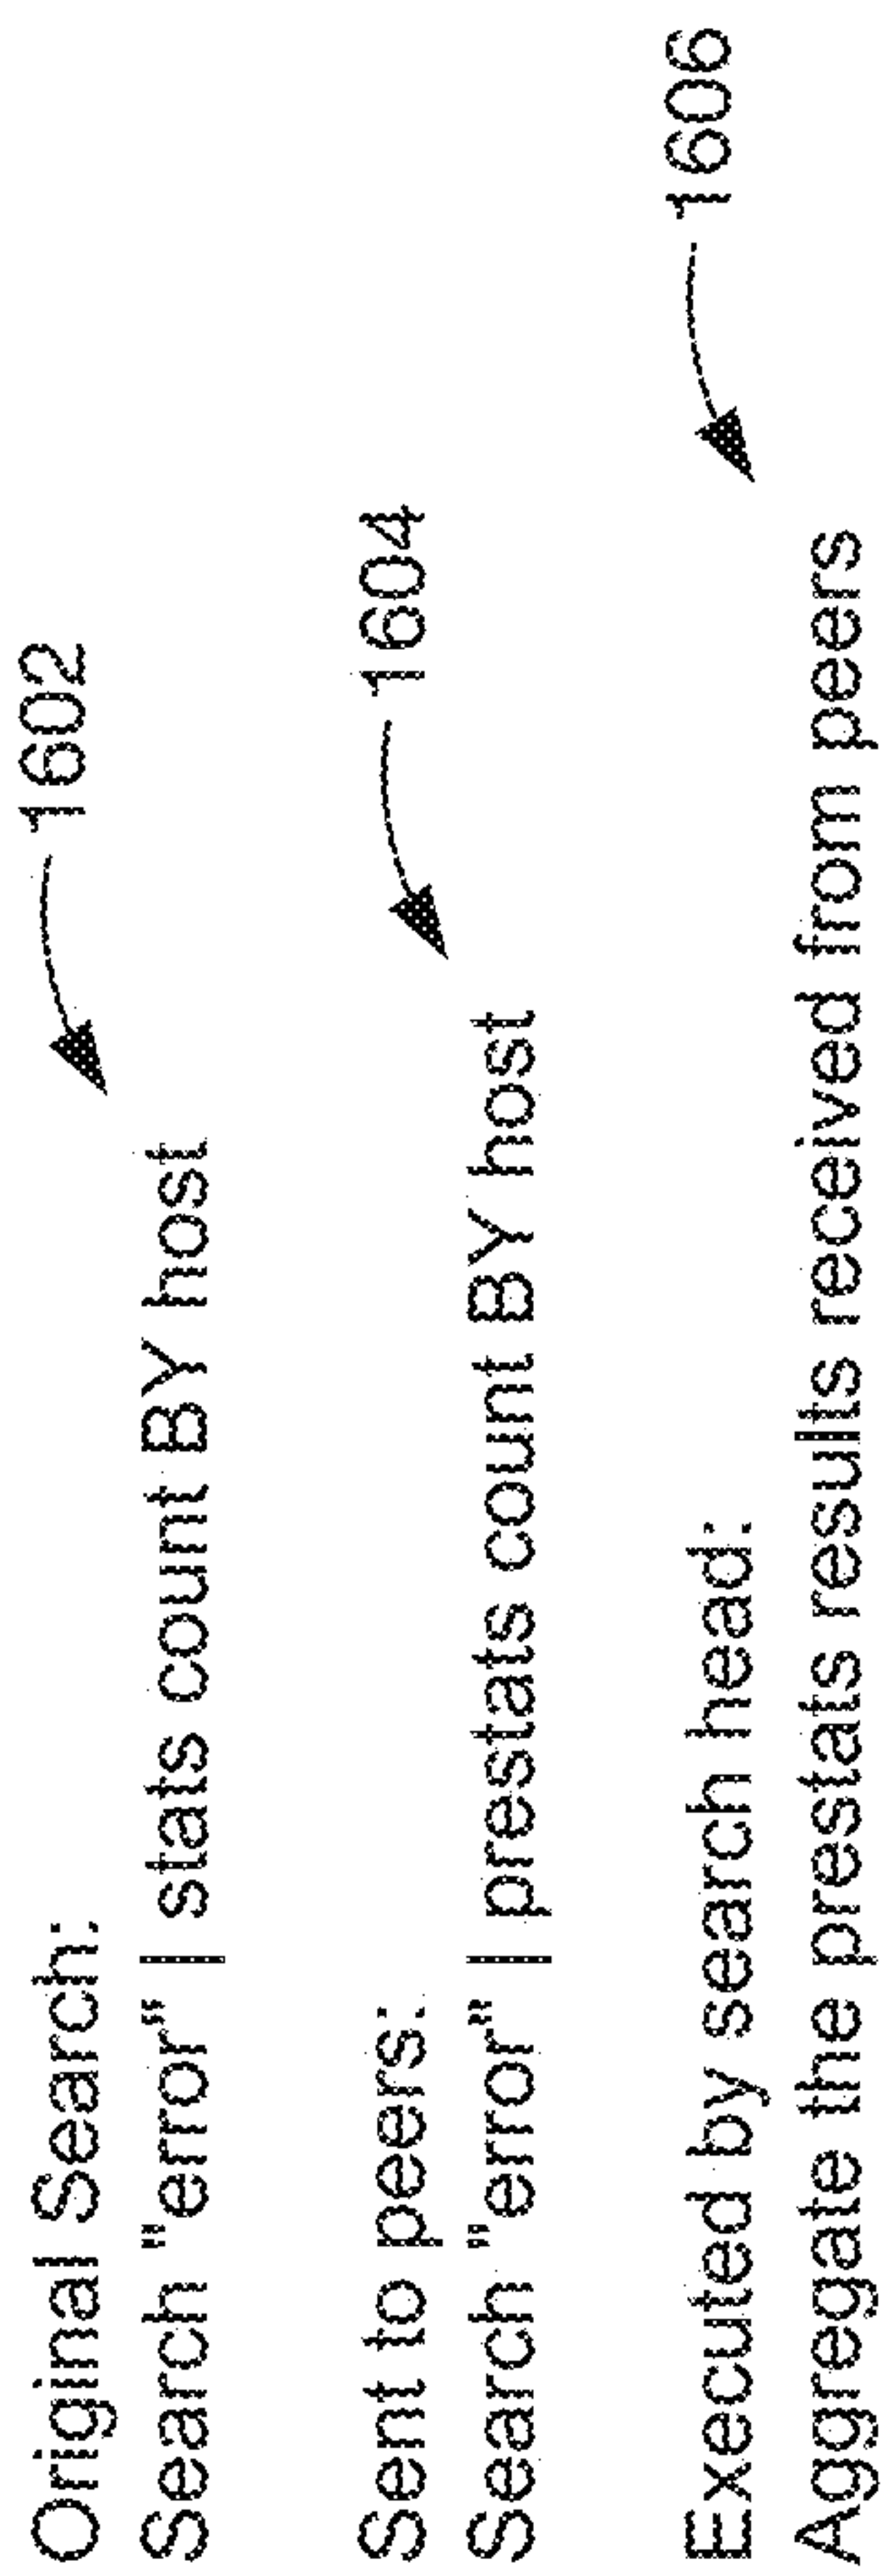 Original Search: 1602
Search "error" | stats count BY host
Sent to peers: 1604
Search "error" | prestats count BY host
Executed by search head: 1606
Aggregate the prestats results received from peers